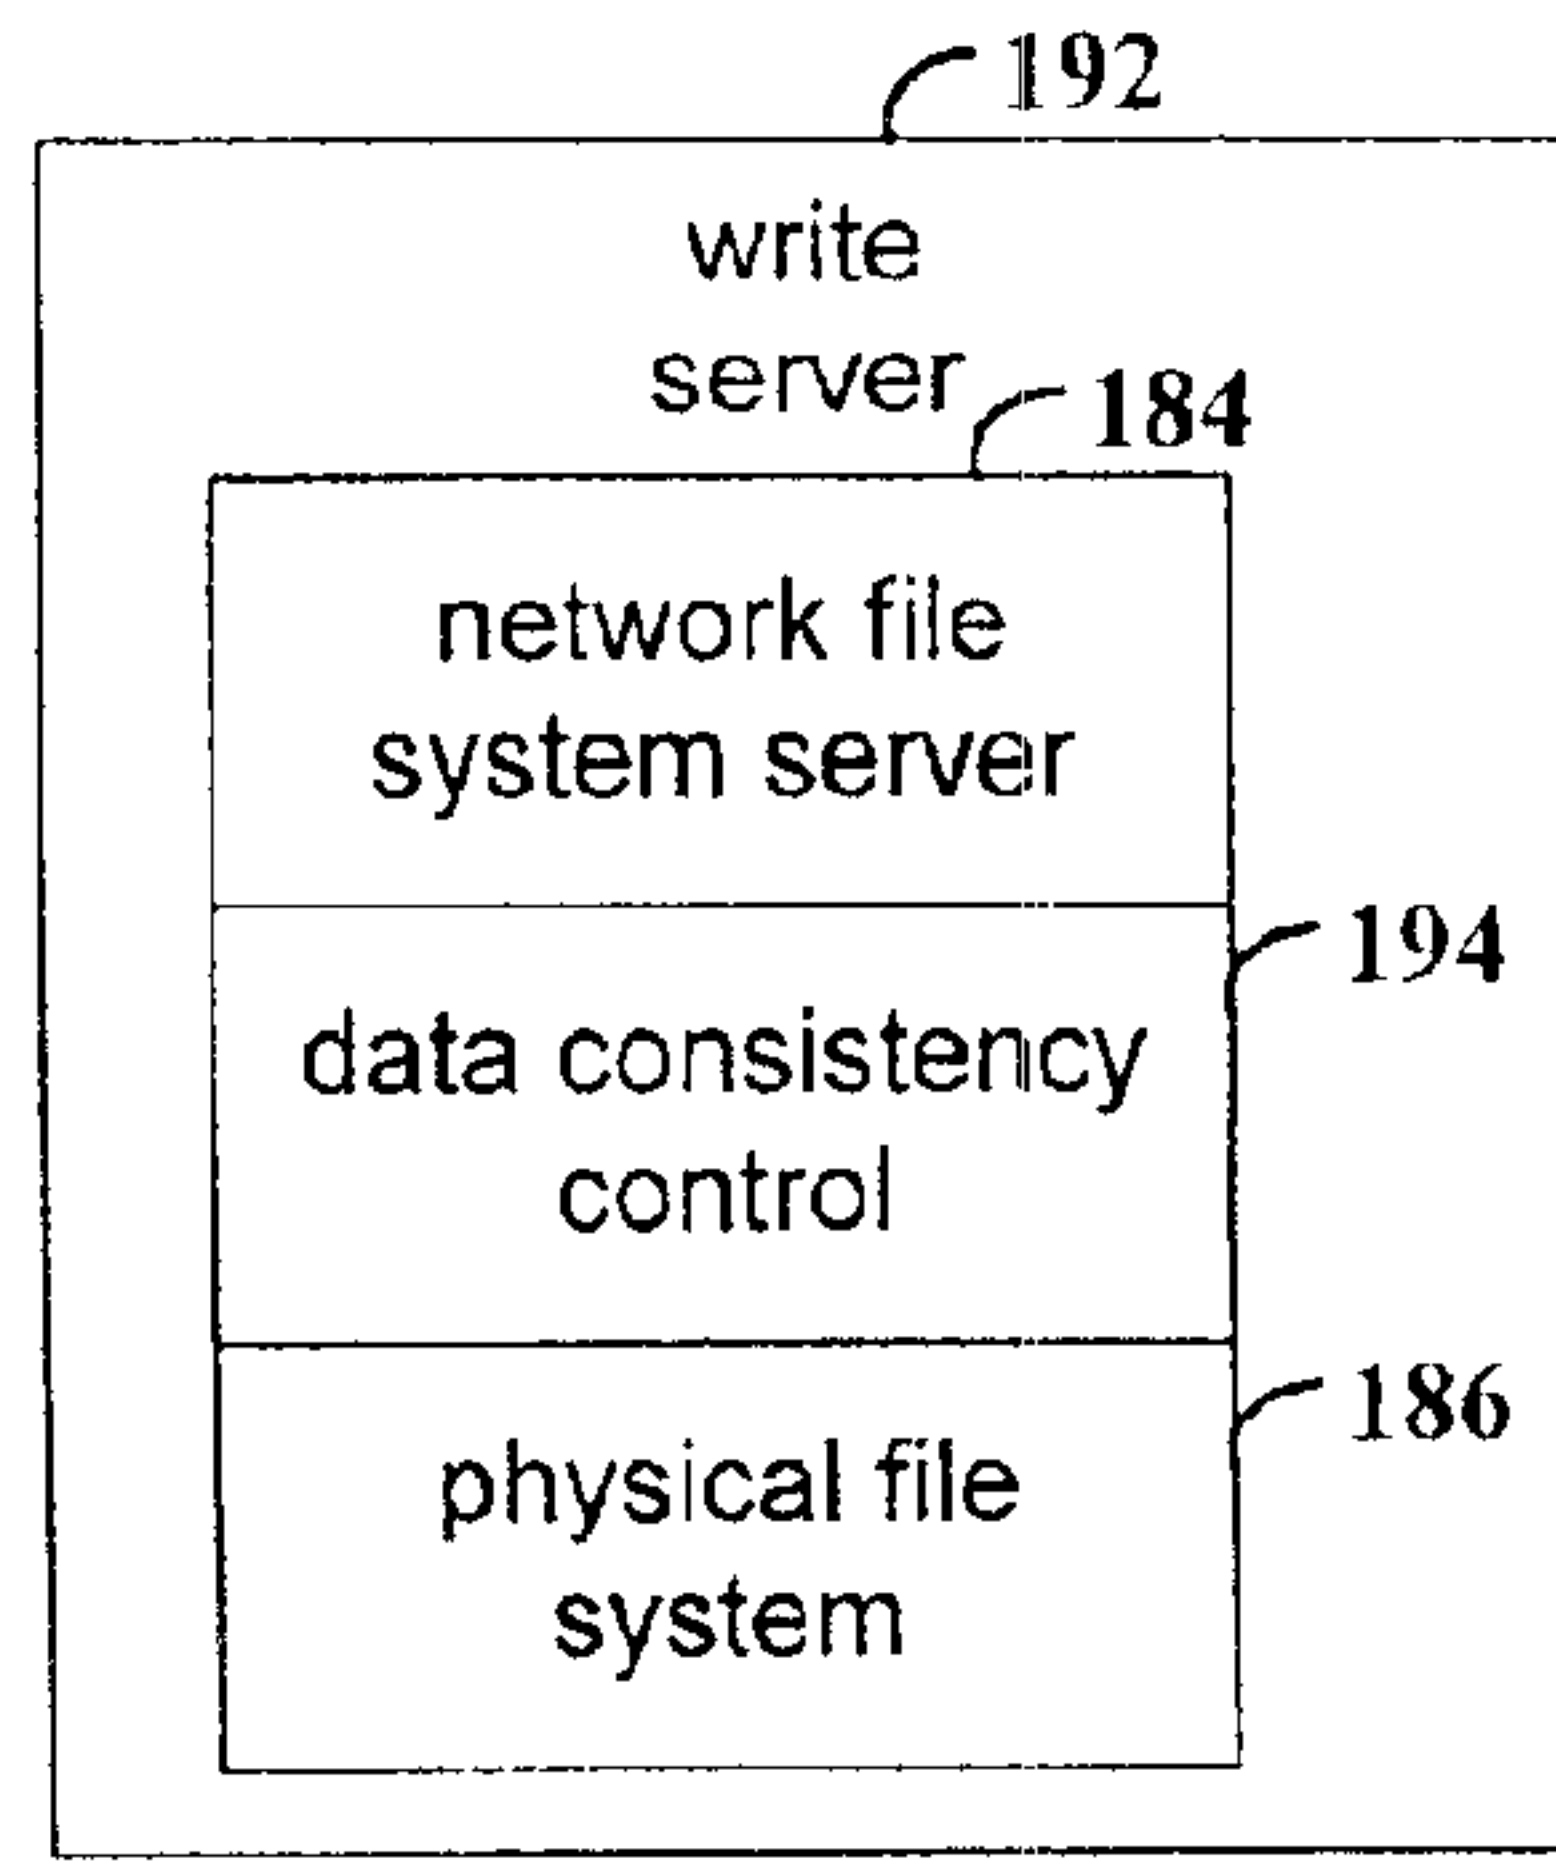 192
write
server
184
network file
system server
194
data consistency
control
186
physical file
system